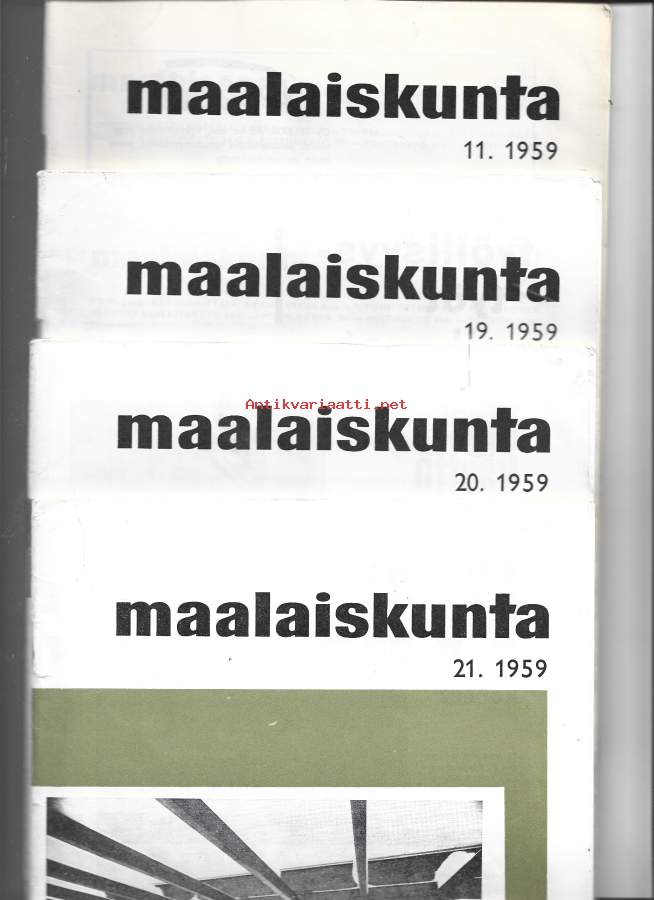 maalaiskunta
11. 1959
maalaiskunta
19. 1959
Antikvariaatti.net
maalaiskunta
20. 1959
maalaiskunta
21. 1959